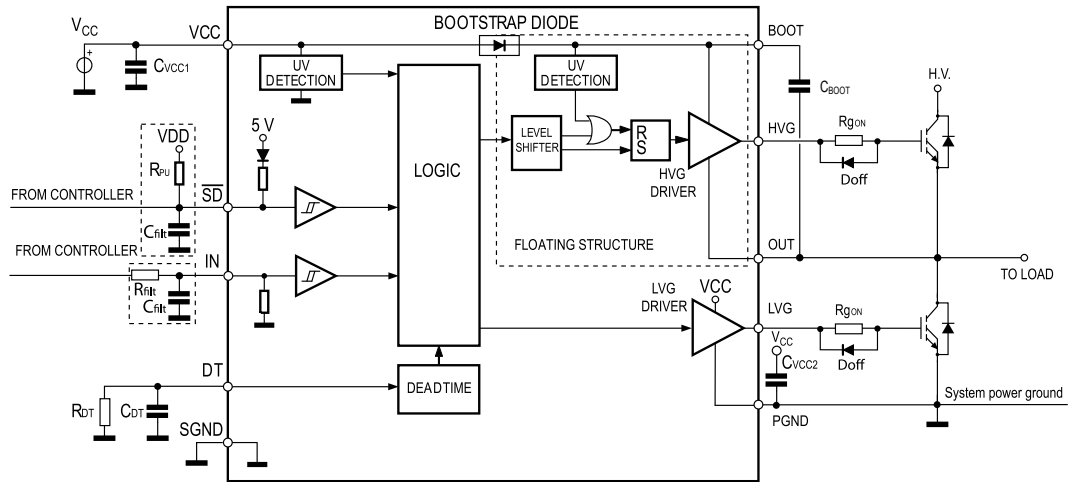 BOOTSTRAP DIODE
VCC
VCC
+
CVCC1
UV
DETECTION
UV
DETECTION
BOOT
CBOOT
H.V.
VDD
RPU
5 V
LOGIC
LEVEL
SHIFTER
R
S
HVG
DRIVER
HVG
RgON
Doff
FROM CONTROLLER
SD
Cfilt
FLOATING STRUCTURE
OUT
TO LOAD
FROM CONTROLLER
IN
Rfilt
Cfilt
LVG
DRIVER
VCC
LVG
RgON
Doff
VCC
CVCC2
DT
DEADTIME
RDT
CDT
SGND
PGND
System power ground